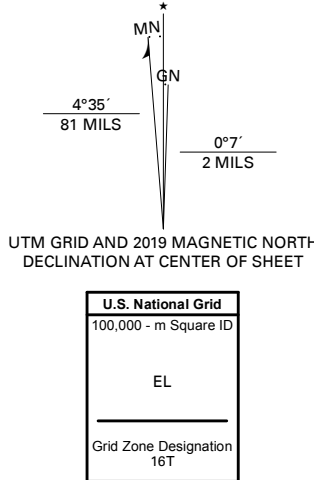 ★
MN
GN
4°35´
81 MILS
0°7´
2 MILS
UTM GRID AND 2019 MAGNETIC NORTH
DECLINATION AT CENTER OF SHEET
U.S. National Grid
100,000 - m Square ID
EL
Grid Zone Designation
16T